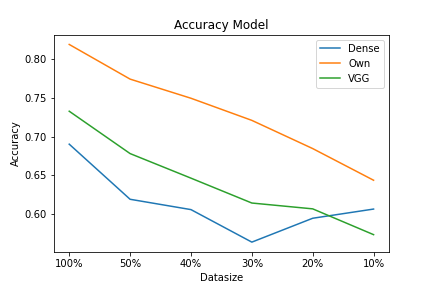 Accuracy Model
Dense
Own
VGG
0.80
0.75
0.70
0.65
0.60
Accuracy
100% 50% 40% 30% 20% 10%
Datasize